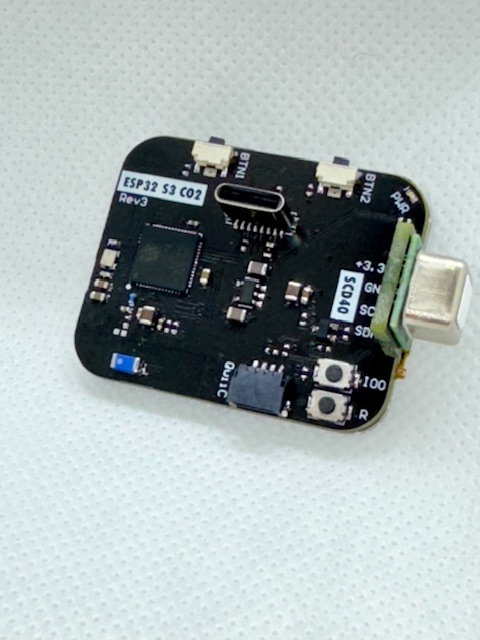 BTN1
BTN2
ESP32 S3 CO2
Rev3
PWR
+3.3
GN
SC
SD
SCD40
QWIIC
IO0
R